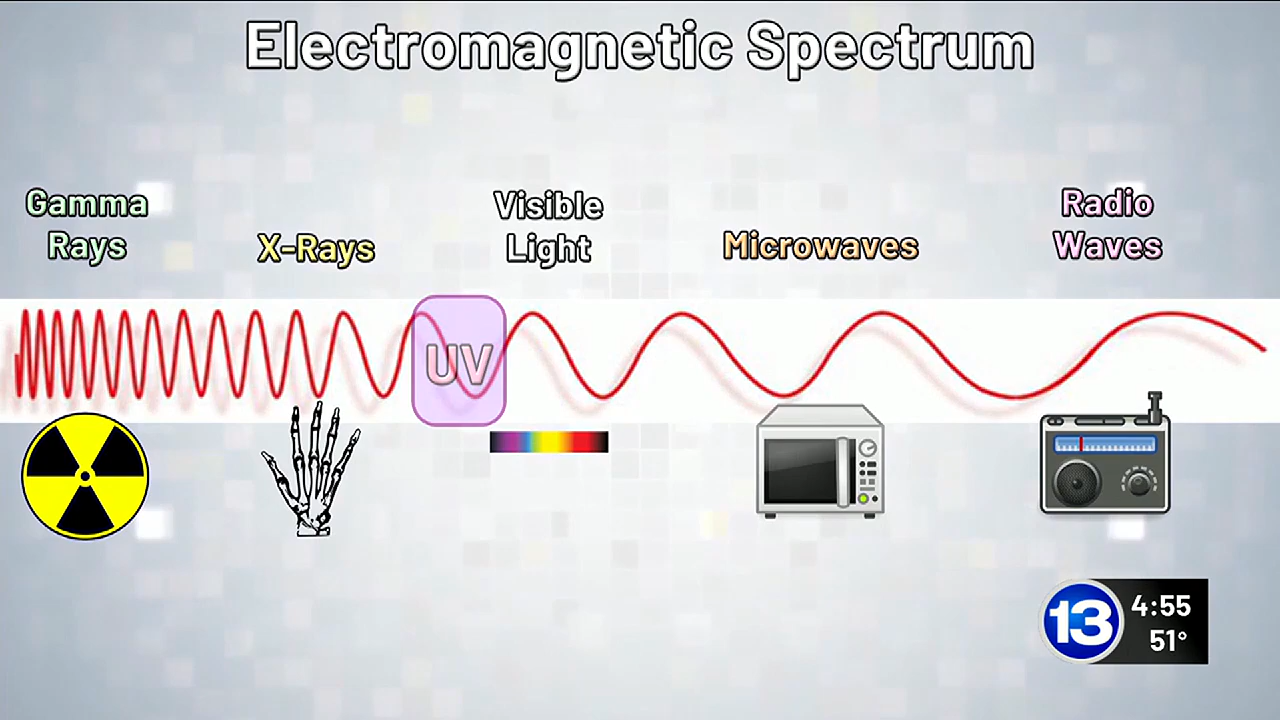 Electromagnetic Spectrum
Gamma
Rays
X-Rays
Visible
Light
Microwaves
Radio
Waves
UV
13
4:55
51°